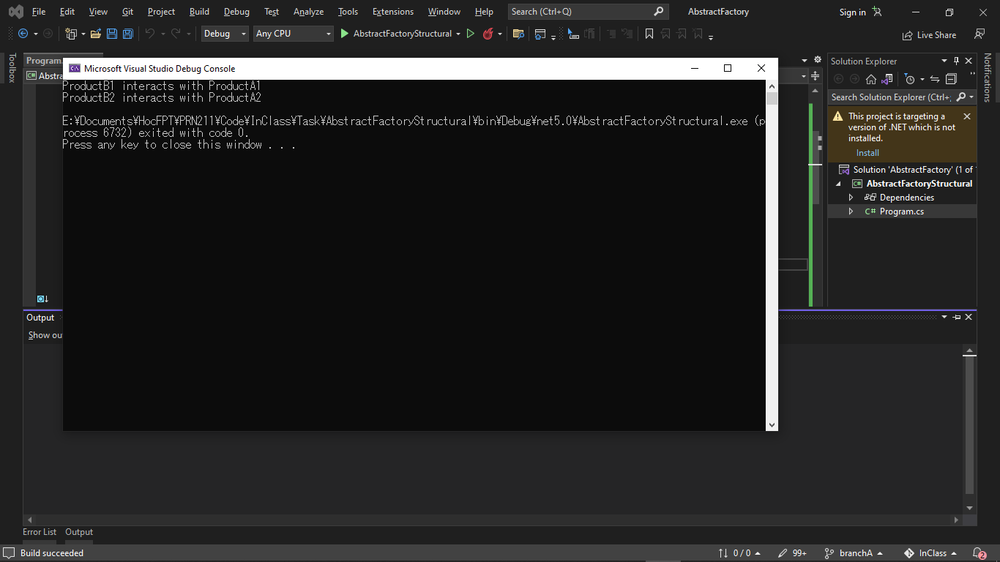 File Edit View Git Project Build Debug Test Analyze Tools Extensions Window Help Search (Ctrl+Q) AbstractFactory Sign in
Debug Any CPU AbstractFactoryStructural Live Share
Toolbox
Program.
Abstra
Microsoft Visual Studio Debug Console
ProductB1 interacts with ProductA1
ProductB2 interacts with ProductA2
E:¥Documents¥HocFPT¥PRN211¥Code¥InClass¥Task¥AbstractFactoryStructural¥bin¥Debug¥net5.0¥AbstractFactoryStructural.exe (p
rocess 6732) exited with code 0.
Press any key to close this window . . .
Solution Explorer
Search Solution Explorer (Ctrl+;
This project is targeting a
version of .NET which is not
installed.
Install
Solution 'AbstractFactory' (1 of 1
C# AbstractFactoryStructural
Dependencies
C# Program.cs
Notifications
Output
Show ou
Error List Output
Build succeeded 0 / 0 99+ branchA InClass 2